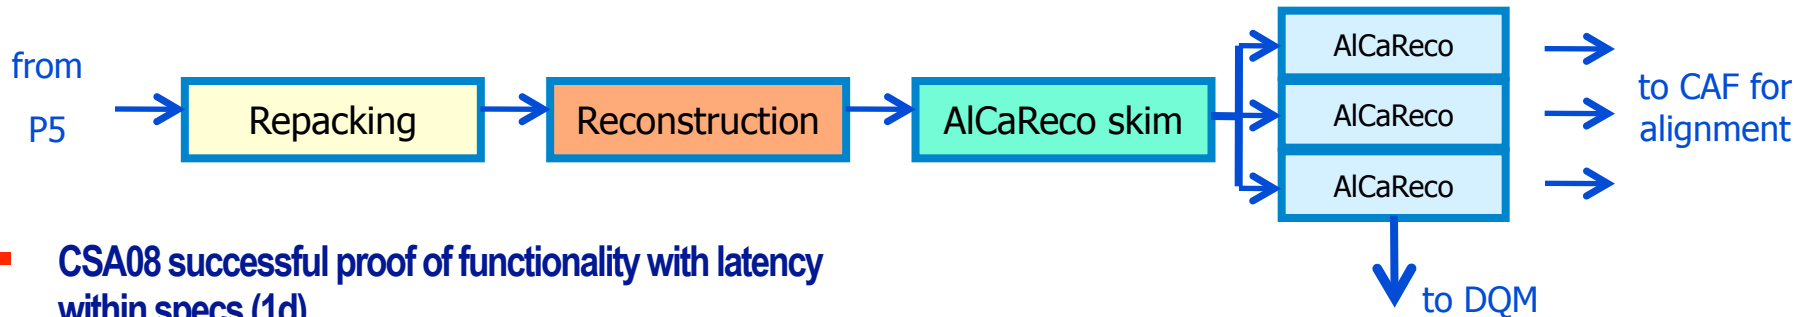 from
P5
Repacking
Reconstruction
AlCaReco skim
AlCaReco
AlCaReco
AlCaReco
to CAF for
alignment
to DQM
CSA08 successful proof of functionality with latency
within specs (1d)